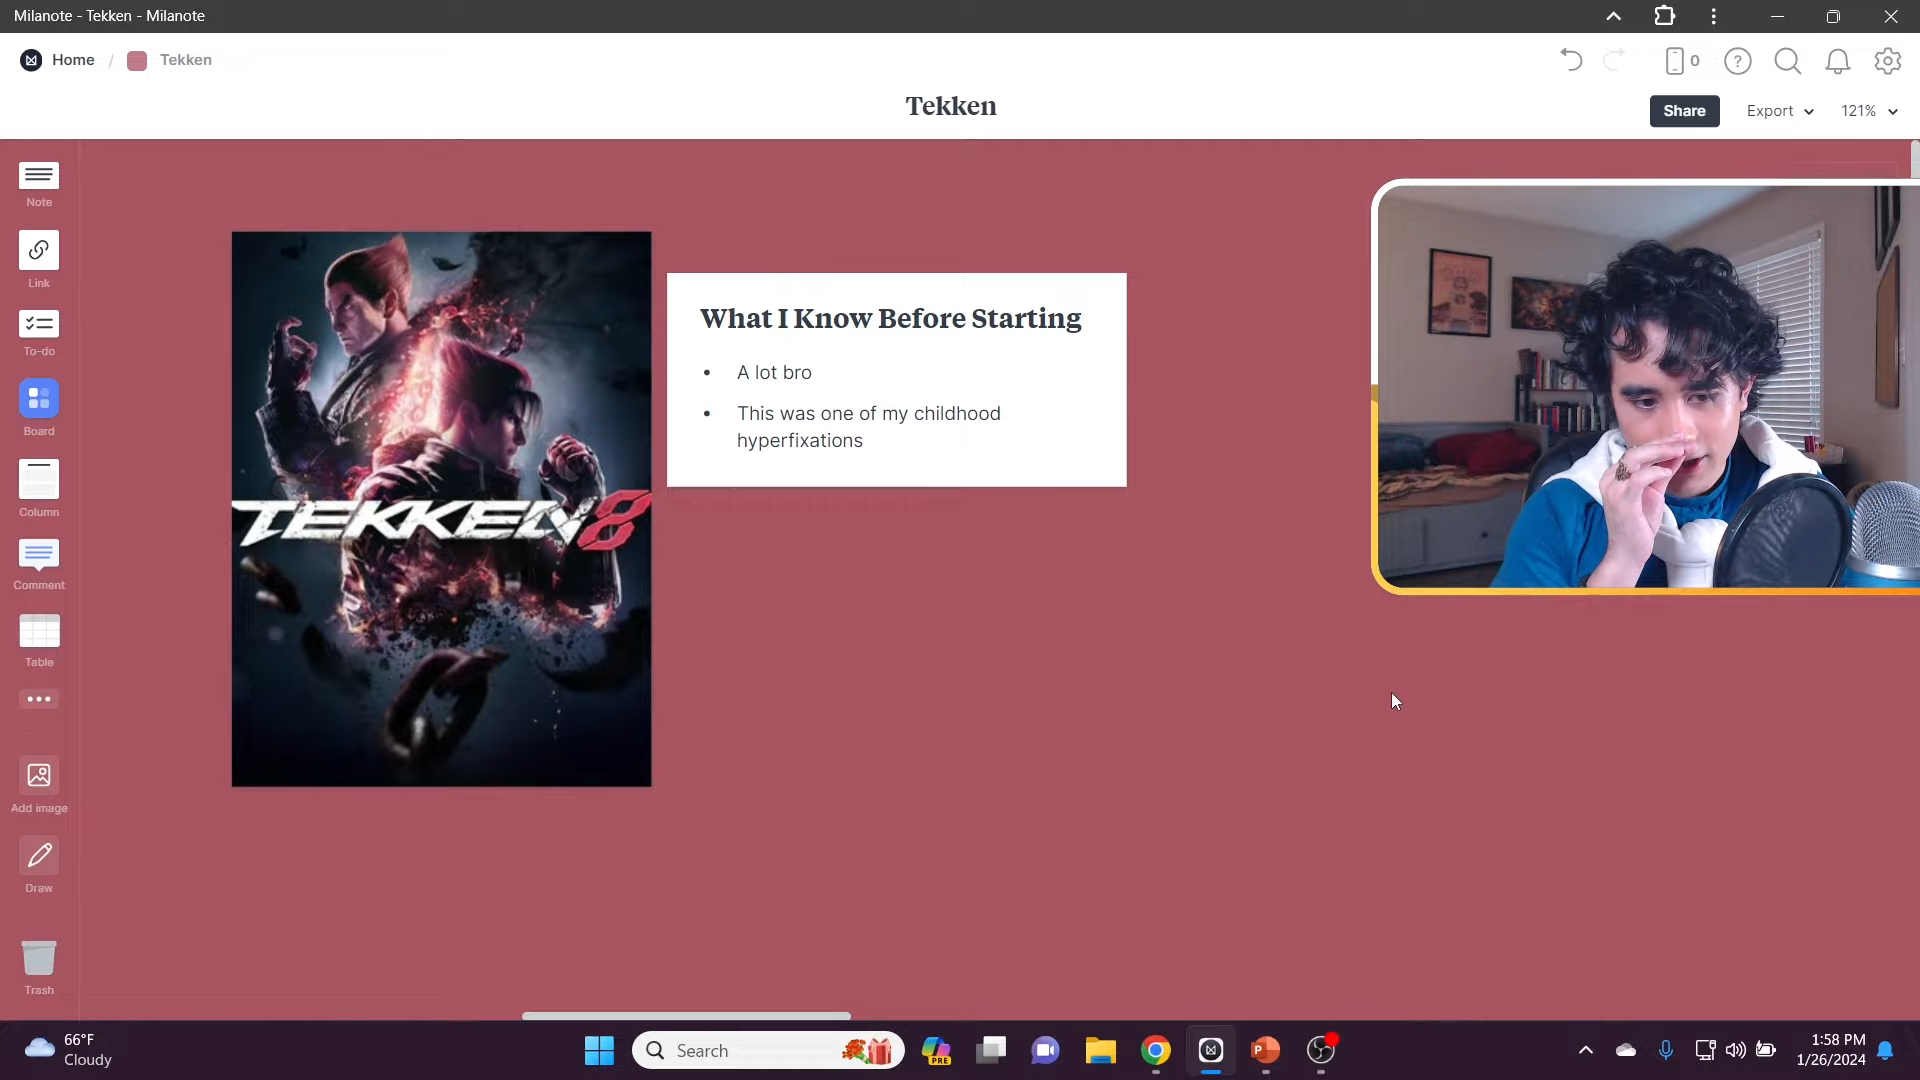 Milanote - Tekken - Milanote
Home / Tekken
0
?
Tekken
Share
Export
121%
Note
Link
To-do
Board
Column
Comment
Table
Add image
Draw
Trash
TEKKEN 8
What I Know Before Starting
• A lot bro
• This was one of my childhood
hyperfixations
66°F
Cloudy
Search
PRE
P
1:58 PM
1/26/2024